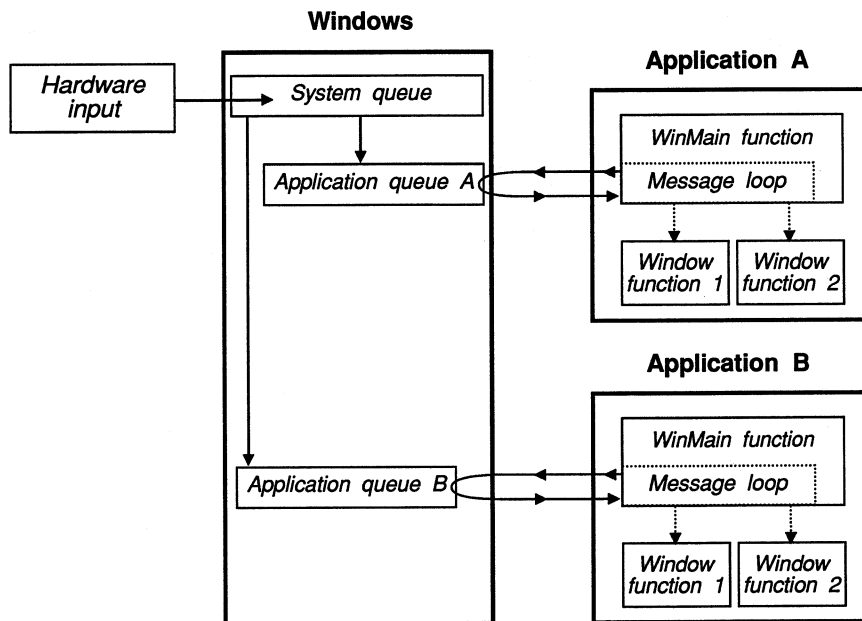 Windows
Hardware
input
System queue
Application queue A
Application queue B
Application A
WinMain function
Message loop
Window
function 1
Window
function 2
Application B
WinMain function
Message loop
Window
function 1
Window
function 2